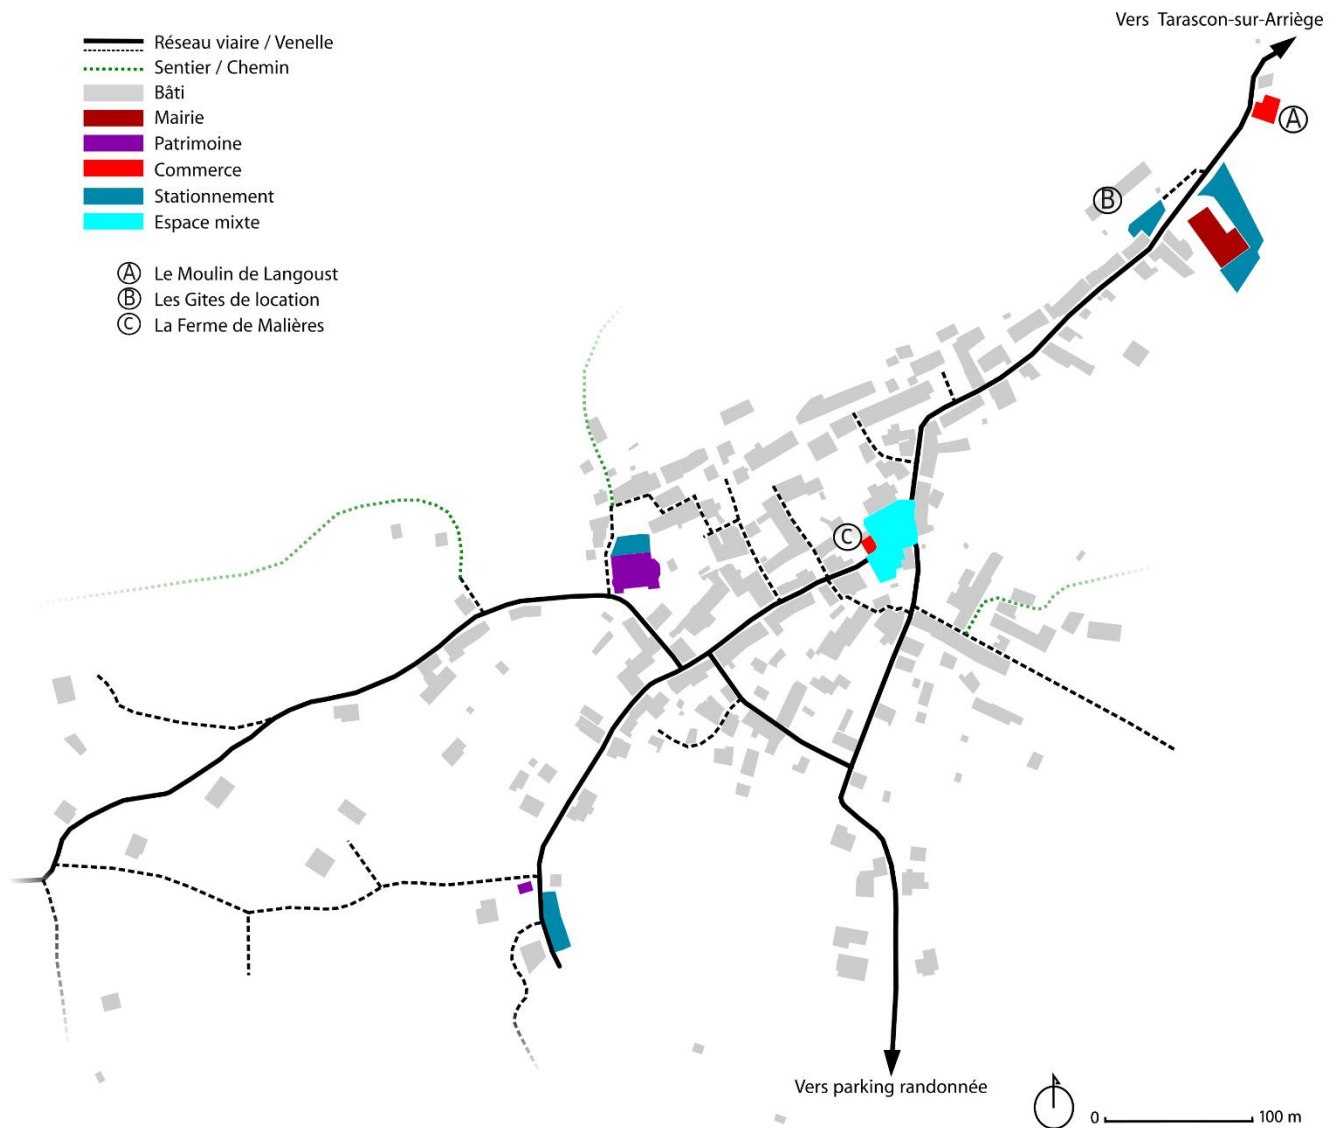 Vers Tarascon-sur-Arriège
Réseau viaire / Venelle
Sentier / Chemin
Bâti
Mairie
Patrimoine
Commerce
Stationnement
Espace mixte
A Le Moulin de Langoust
B Les Gites de location
C La Ferme de Malières
A
B
C
Vers parking randonnée
0 100 m